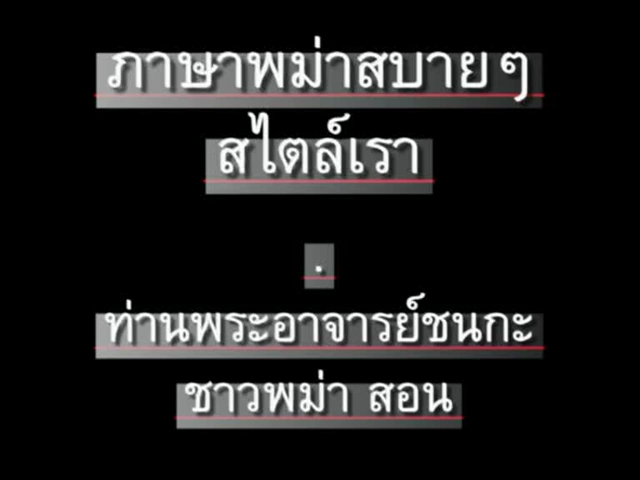 ภาษาพม่าสบายๆ
สไตล์เรา
.
ท่านพระอาจารย์ชนกะ
ชาวพม่า สอน